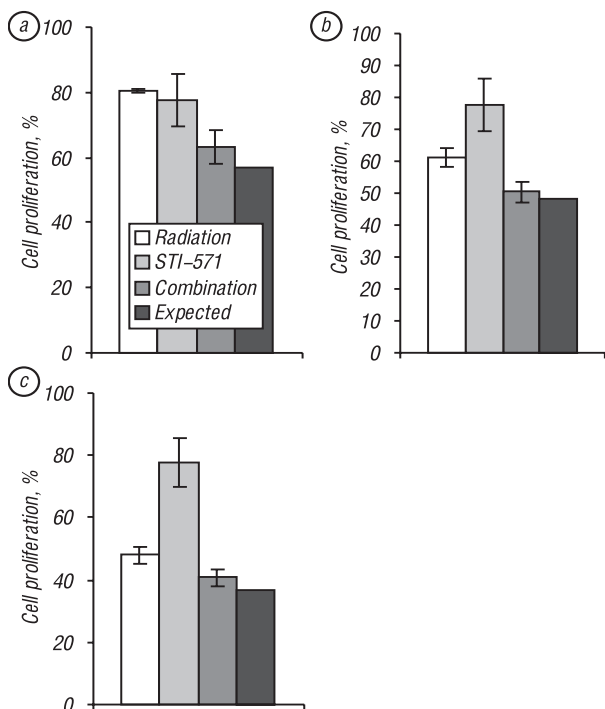 a
100
80
60
40
20
0
Cell proliferation, %
Radiation
STI–571
Combination
Expected
b
100
90
80
70
60
50
40
30
20
10
0
Cell proliferation, %
c
100
80
60
40
20
0
Cell proliferation, %